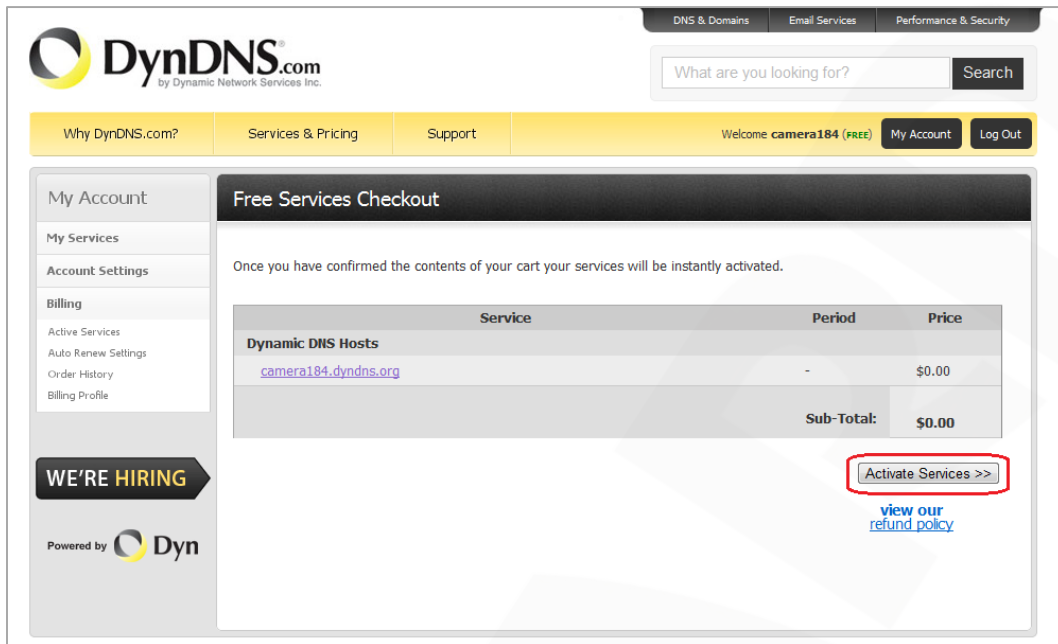 DNS & Domains
Email Services
Performance & Security
DynDNS.com
by Dynamic Network Services Inc.
What are you looking for?
Search
Why DynDNS.com?
Services & Pricing
Support
Welcome camera184 (FREE)
My Account
Log Out
My Account
My Services
Account Settings
Billing
Active Services
Auto Renew Settings
Order History
Billing Profile
WE'RE HIRING
Powered by Dyn
Free Services Checkout
Once you have confirmed the contents of your cart your services will be instantly activated.
Service Period Price
Dynamic DNS Hosts
camera184.dyndns.org - $0.00
Sub-Total: $0.00
Activate Services >>
view our
refund policy